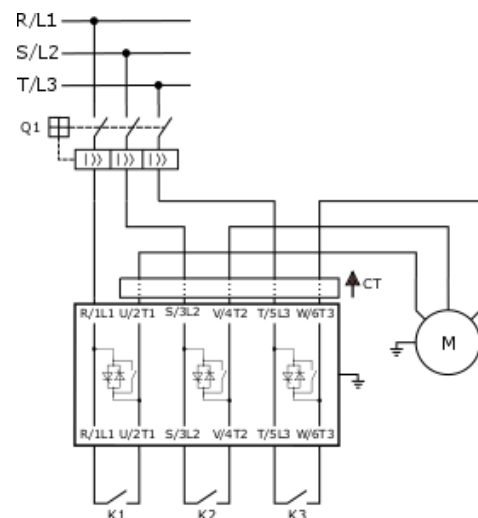 R/L1
S/L2
T/L3
Q1
I>> I>> I>>
CT
R/1L1 U/2T1 S/3L2 V/4T2 T/5L3 W/6T3
M
R/1L1 U/2T1 S/3L2 V/4T2 T/5L3 W/6T3
K1 K2 K3